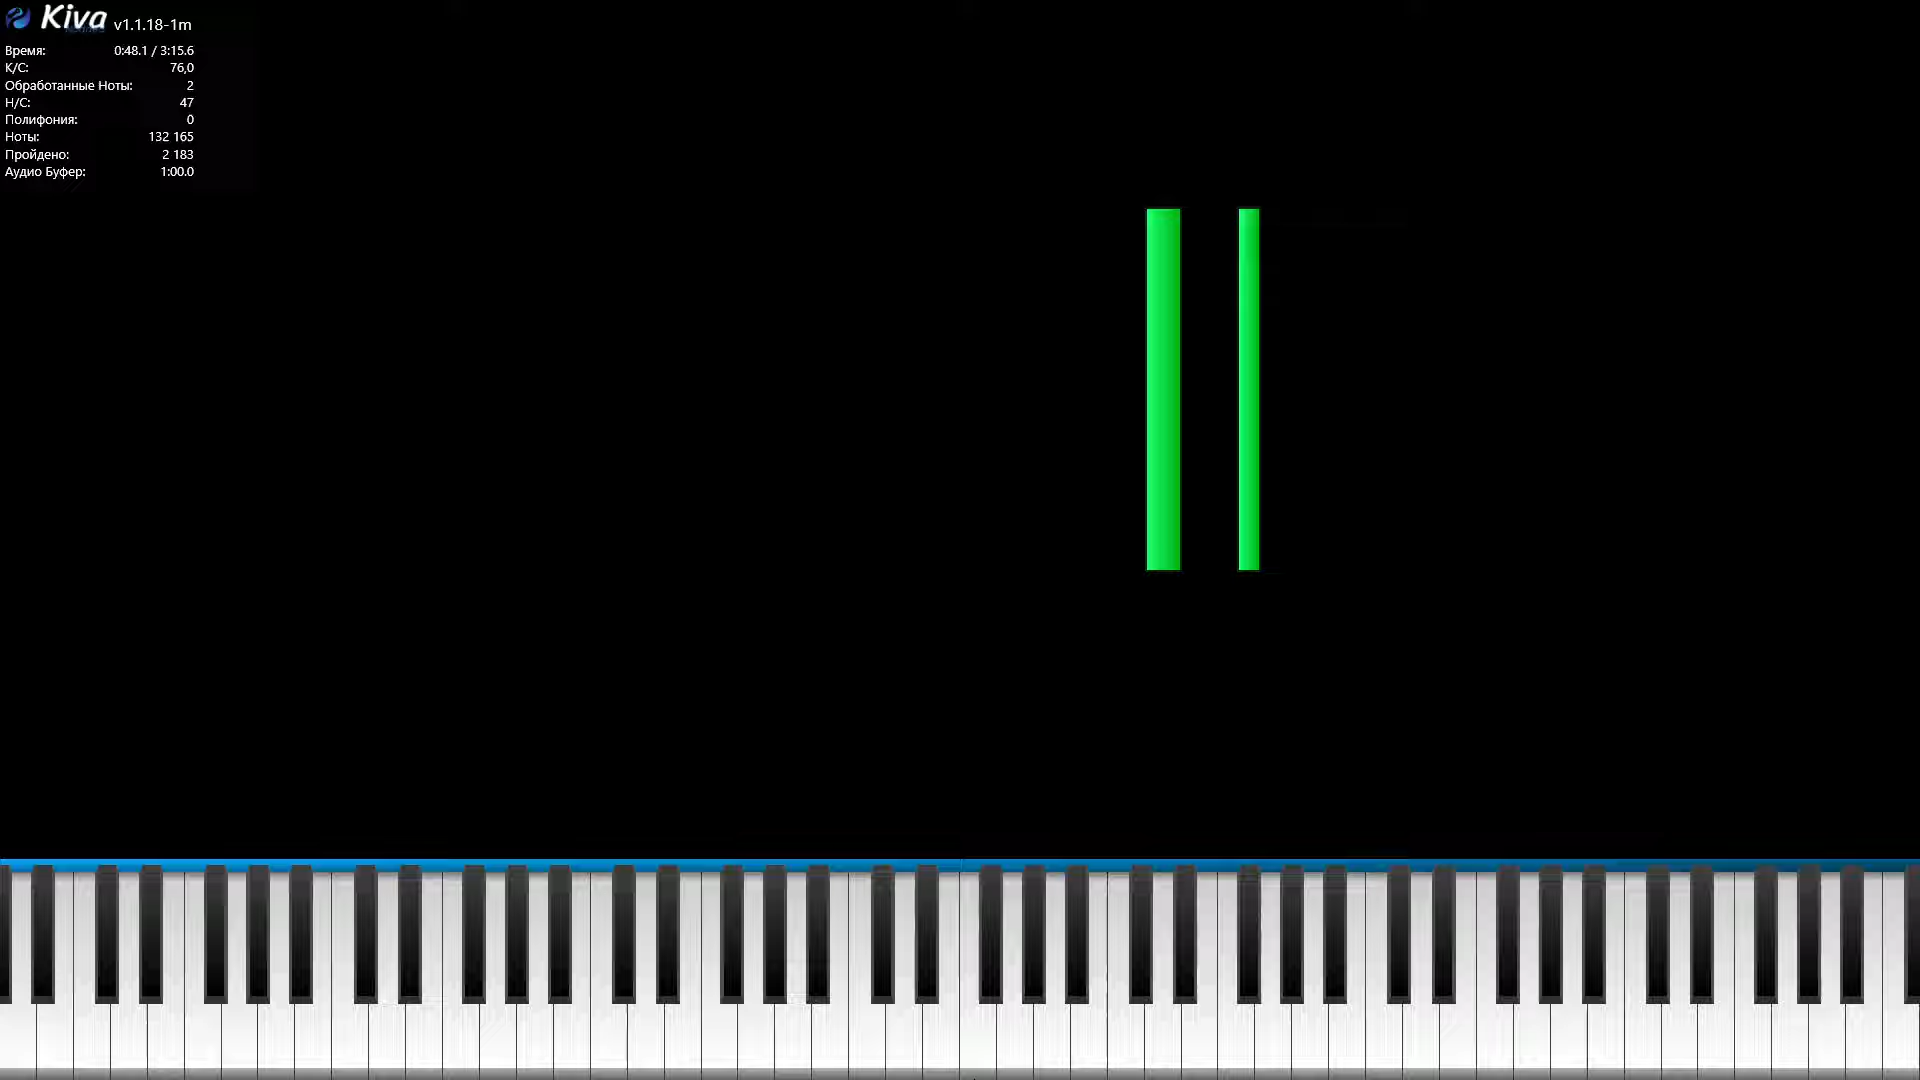 Kiva v1.1.18-1m
Время: 0:48.1 / 3:15.6
К/С: 76,0
Обработанные Ноты: 2
Н/С: 47
Полифония: 0
Ноты: 132 165
Пройдено: 2 183
Аудио Буфер: 1:00.0